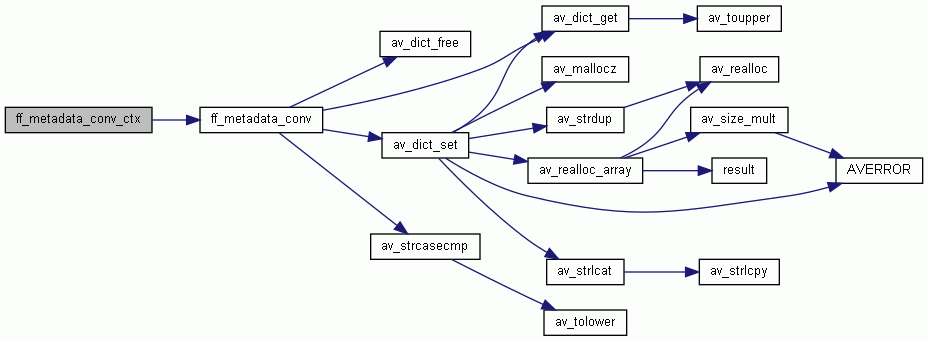 ff_metadata_conv_ctx
ff_metadata_conv
av_dict_free
av_dict_set
av_strcasecmp
av_dict_get
av_mallocz
av_strdup
av_realloc_array
av_strlcat
av_tolower
av_toupper
av_realloc
av_size_mult
result
av_strlcpy
AVERROR